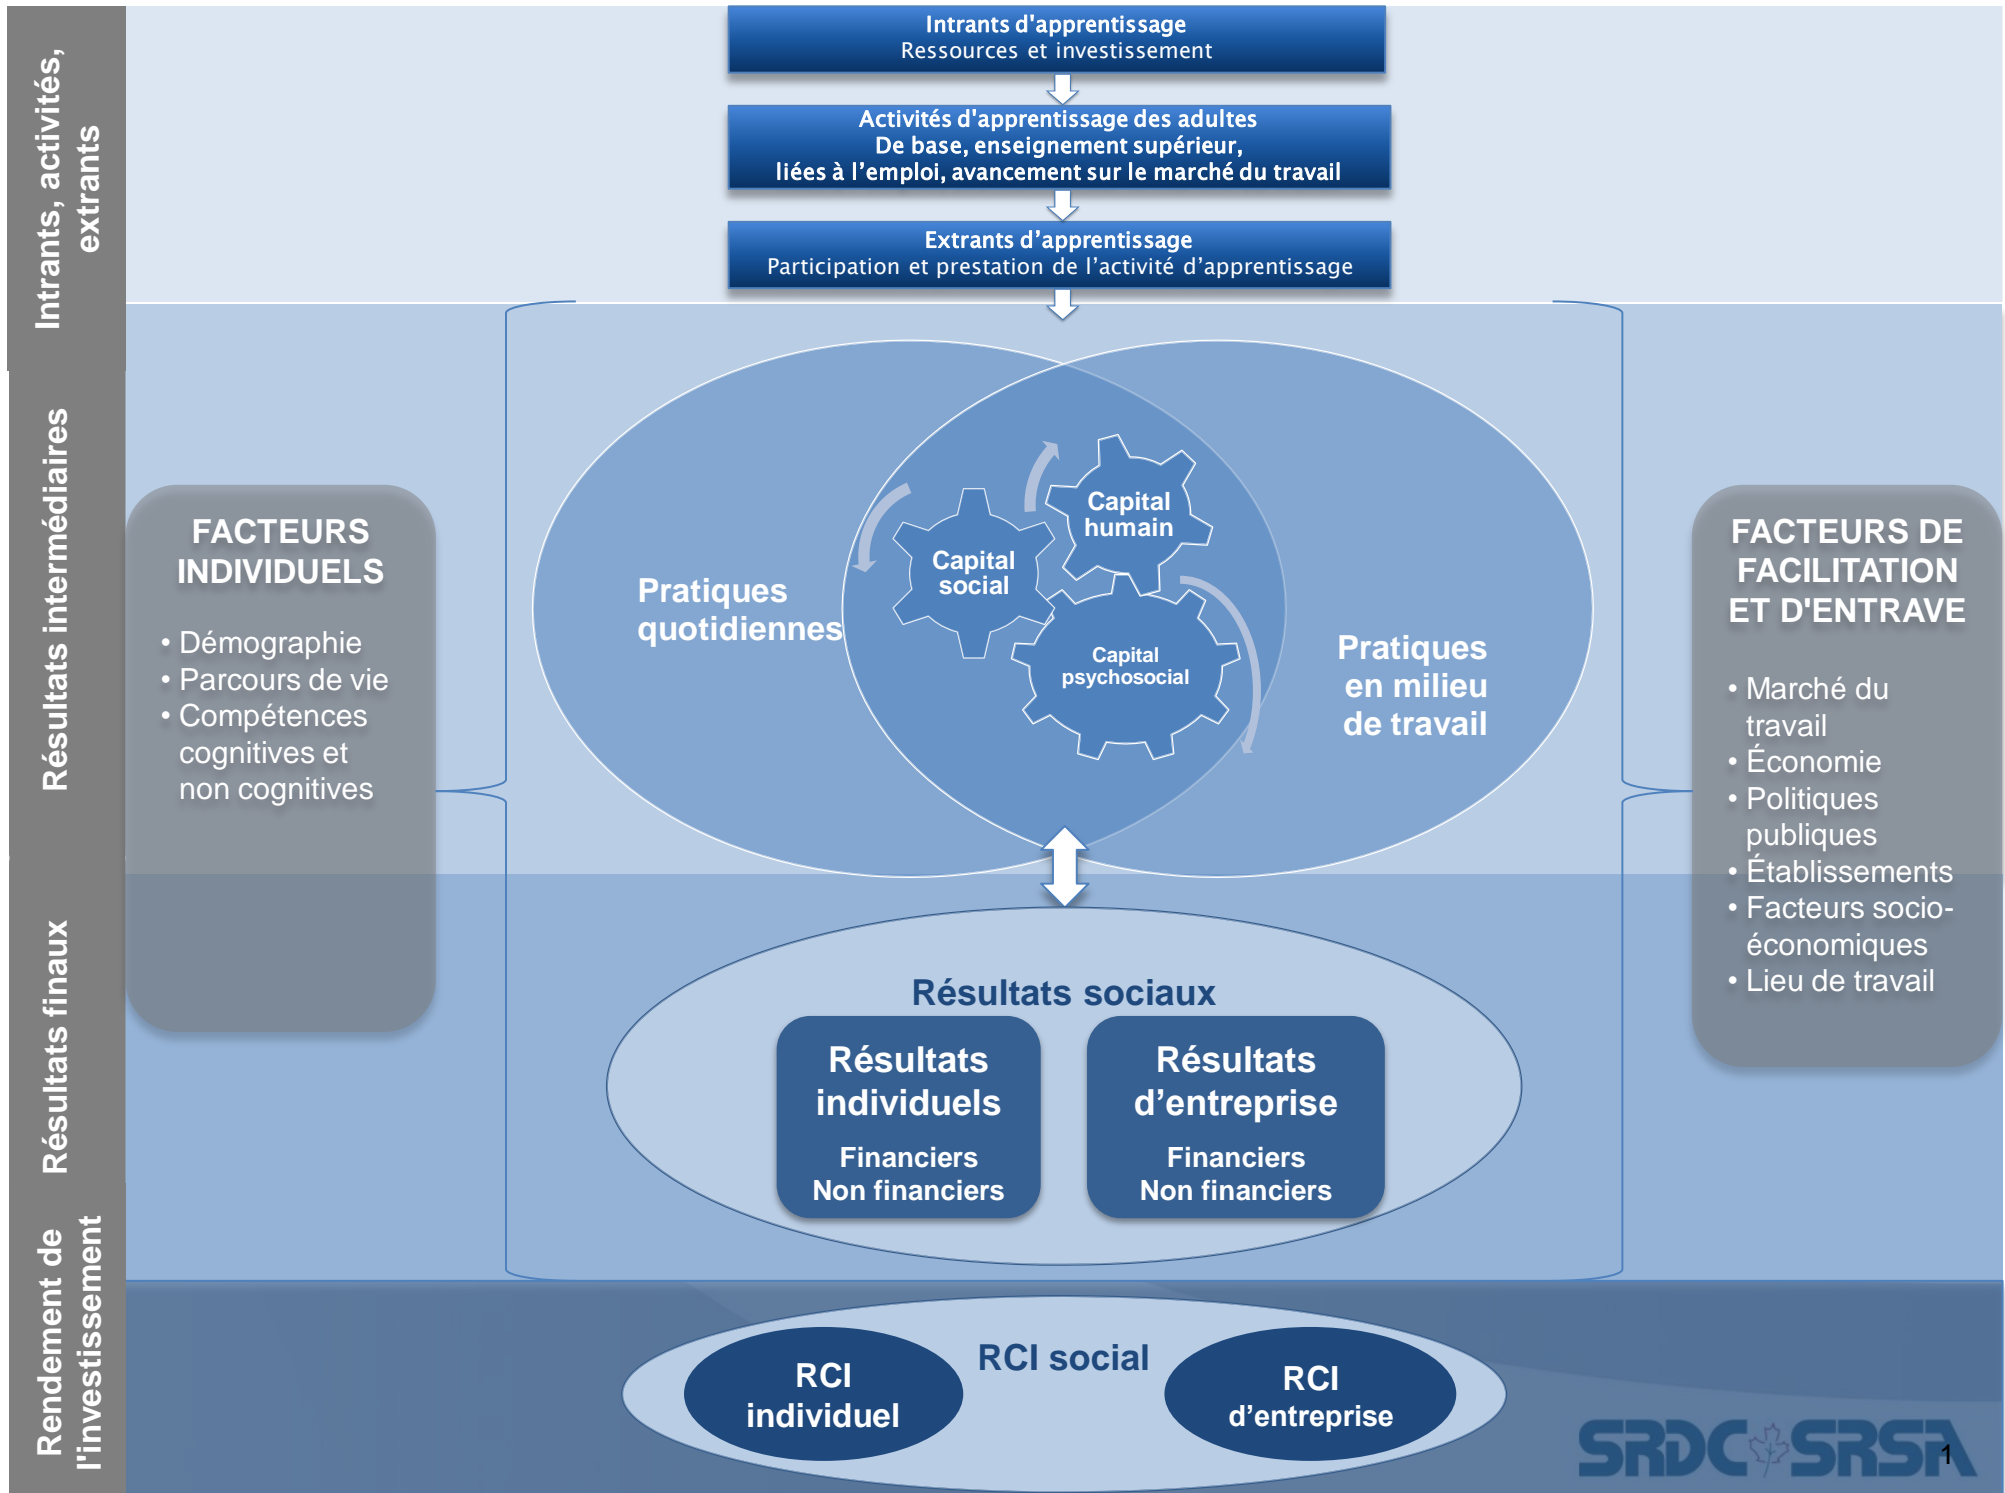 Intrants, activités,
extrants
Intrants d'apprentissage
Ressources et investissement
Activités d'apprentissage des adultes
De base, enseignement supérieur,
liées à l’emploi, avancement sur le marché du travail
Extrants d’apprentissage
Participation et prestation de l’activité d’apprentissage
Résultats intermédiaires
FACTEURS
INDIVIDUELS
• Démographie
• Parcours de vie
• Compétences
cognitives et
non cognitives
Pratiques
quotidiennes
Capital
social
Capital
humain
Capital
psychosocial
Pratiques
en milieu
de travail
FACTEURS DE
FACILITATION
ET D'ENTRAVE
• Marché du
travail
• Économie
• Politiques
publiques
• Établissements
• Facteurs socio-
économiques
• Lieu de travail
Résultats finaux
Résultats sociaux
Résultats
individuels
Financiers
Non financiers
Résultats
d’entreprise
Financiers
Non financiers
Rendement de
l'investissement
RCI social
RCI
individuel
RCI
d’entreprise
SRDC SRSA
1